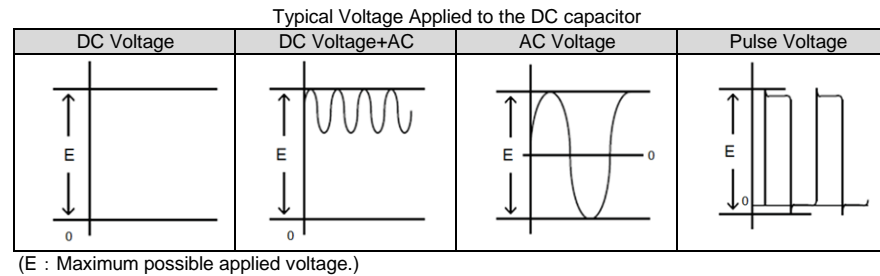 Typical Voltage Applied to the DC capacitor
DC Voltage DC Voltage+AC AC Voltage Pulse Voltage
E E E E
0 0 0 0
(E：Maximum possible applied voltage.)